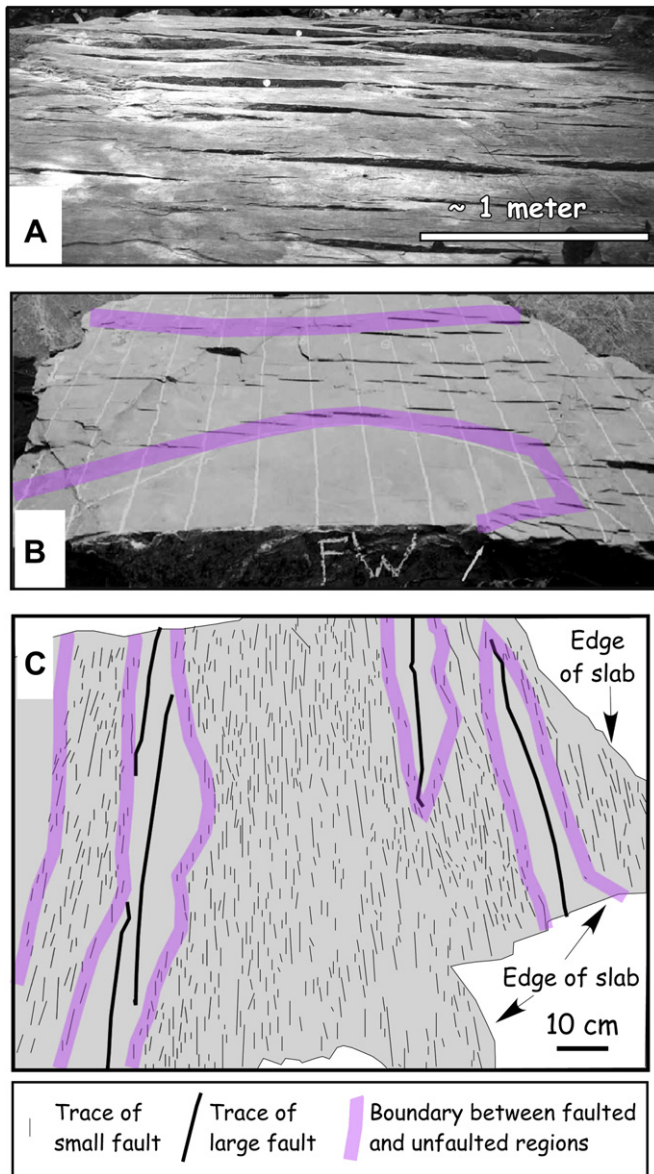 ~ 1 meter
A
B
FW
C
Edge
of slab
Edge of slab
10 cm
Trace of
small fault
Trace of
large fault
Boundary between faulted
and unfaulted regions